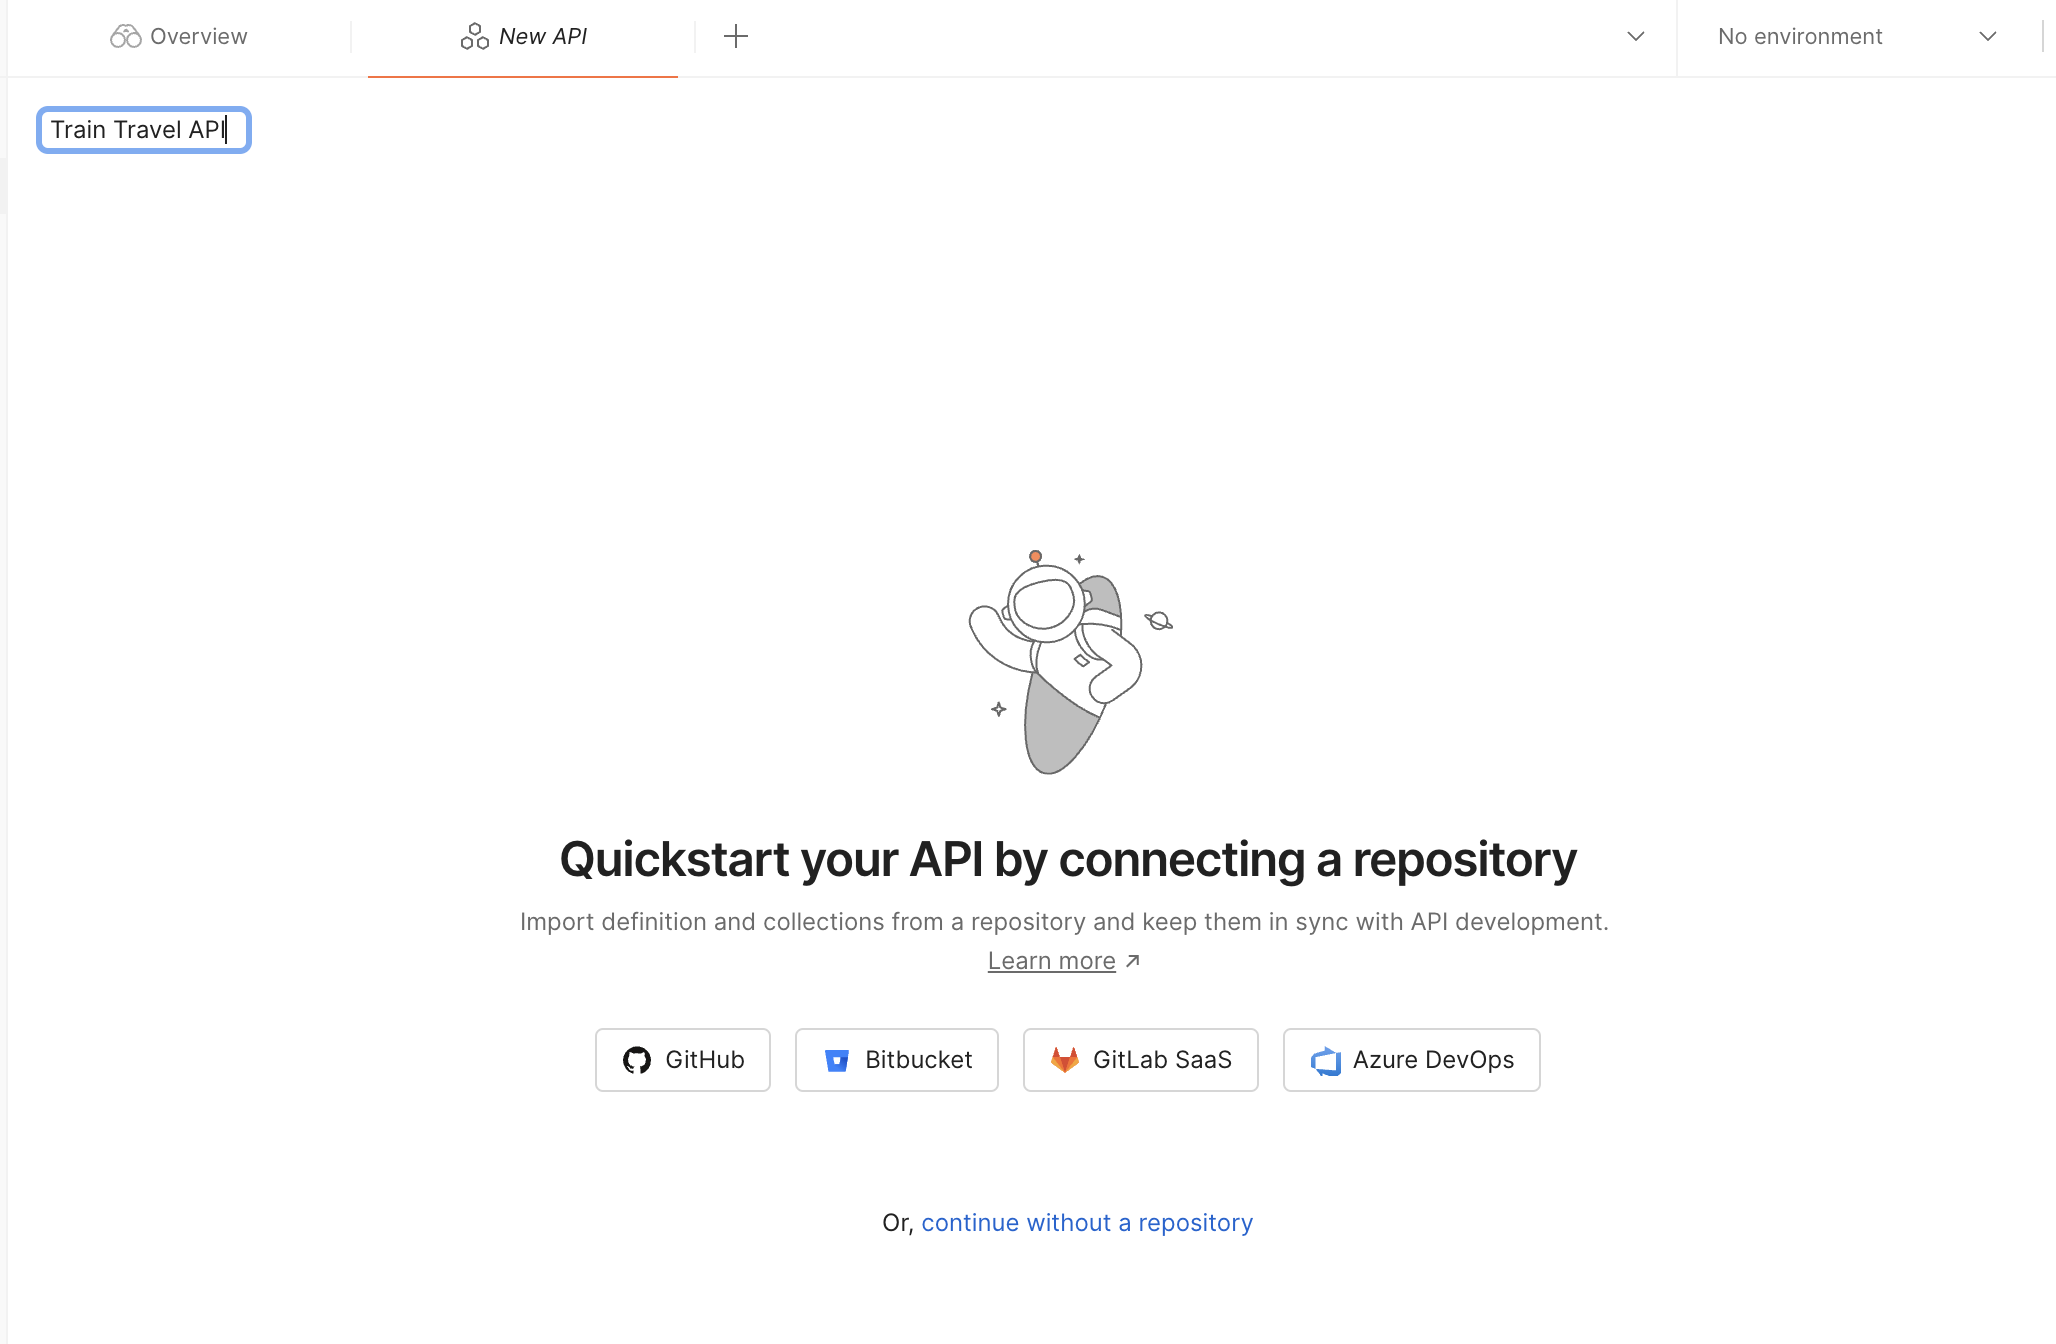 Overview
New API
No environment
Train Travel API
Quickstart your API by connecting a repository
Import definition and collections from a repository and keep them in sync with API development.
Learn more ↗
GitHub
Bitbucket
GitLab SaaS
Azure DevOps
Or, continue without a repository